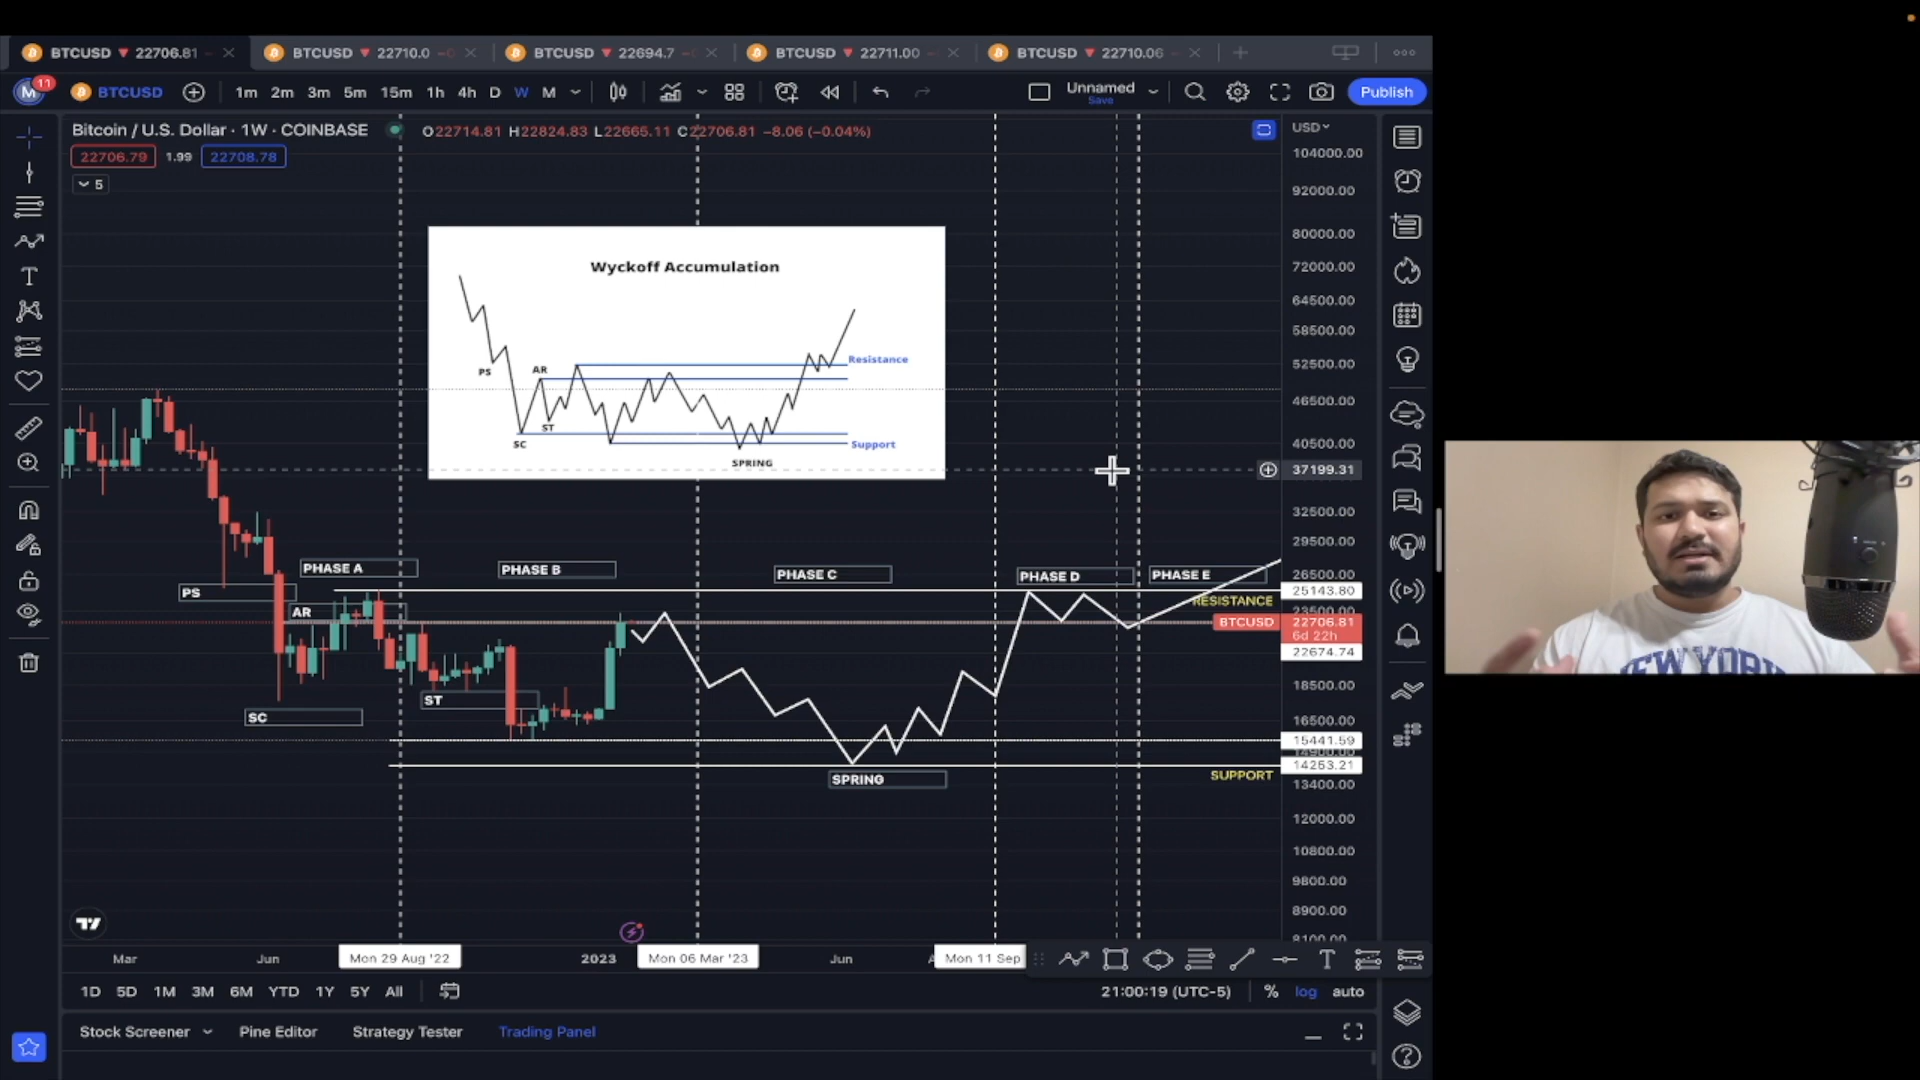 BTCUSD ▼ 22706.81 -
BTCUSD ▼ 22710.0
BTCUSD ▼ 22694.7
BTCUSD ▼ 22711.00
BTCUSD ▼ 22710.06
M 11 BTCUSD 1m 2m 3m 5m 15m 1h 4h D W M Unnamed Publish
Save
Bitcoin / U.S. Dollar · 1W · COINBASE O22714.81 H22824.83 L22665.11 C22706.81 −8.06 (−0.04%) USD
22706.79 1.99 22708.78
5
104000.00
92000.00
80000.00
72000.00
64500.00
58500.00
52500.00
46500.00
40500.00
37199.31
32500.00
29500.00
26500.00
25143.80
23500.00
BTCUSD 22706.81
6d 22h
22674.74
18500.00
16500.00
15441.59
14253.21
13400.00
12000.00
10800.00
9800.00
8900.00
Wyckoff Accumulation
PS
AR
Resistance
ST
SC
Support
SPRING
PHASE A
PHASE B
PHASE C
PHASE D
PHASE E
PS
AR
RESISTANCE
ST
SC
SPRING
SUPPORT
Mar Jun Mon 29 Aug '22 2023 Mon 06 Mar '23 Jun Mon 11 Sep
1D 5D 1M 3M 6M YTD 1Y 5Y All 21:00:19 (UTC-5) % log auto
Stock Screener Pine Editor Strategy Tester Trading Panel
NEW YORK